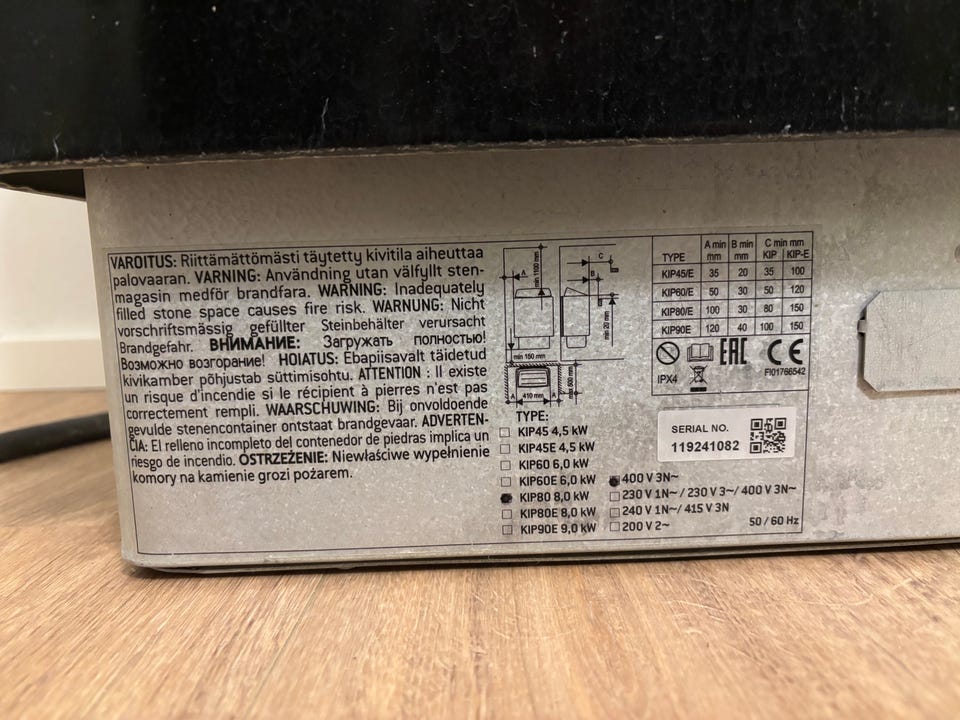 VAROITUS: Riittämättömästi täytetty kivitila aiheuttaa
palovaaran. VARNING: Användning utan välfyllt sten-
magasin medför brandfara. WARNING: Inadequately
filled stone space causes fire risk. WARNUNG: Nicht
vorschriftsmässig gefüllter Steinbehälter verursacht
Brandgefahr. ВНИМАНИЕ: Загружать полностью!
Возможно возгорание! HOIATUS: Ebapiisavalt täidetud
kivikamber põhjustab süttimisohtu. ATTENTION : Il existe
un risque d'incendie si le récipient à pierres n'est pas
correctement rempli. WAARSCHUWING: Bij onvoldoende
gevulde stenencontainer ontstaat brandgevaar. ADVERTEN-
CIA: El relleno incompleto del contenedor de piedras implica un
riesgo de incendio. OSTRZEŻENIE: Niewłaściwe wypełnienie
komory na kamienie grozi pożarem.
min 1100 mm
A
C
B
min 20 mm
min 150 mm
A 410 mm A
max 600 mm
TYPE A min mm B min mm C min mm KIP KIP-E
KIP45/E 35 20 35 100
KIP60/E 50 30 50 120
KIP80/E 100 30 80 150
KIP90E 120 40 100 150
EAC CE
IPX4 FI01766542
SERIAL NO.
119241082
TYPE:
KIP45 4,5 kW
KIP45E 4,5 kW
KIP60 6,0 kW
KIP60E 6,0 kW
KIP80 8,0 kW
KIP80E 8,0 kW
KIP90E 9,0 kW
400 V 3N~
230 V 1N~ / 230 V 3~/ 400 V 3N~
240 V 1N~ / 415 V 3N
200 V 2~
50 / 60 Hz